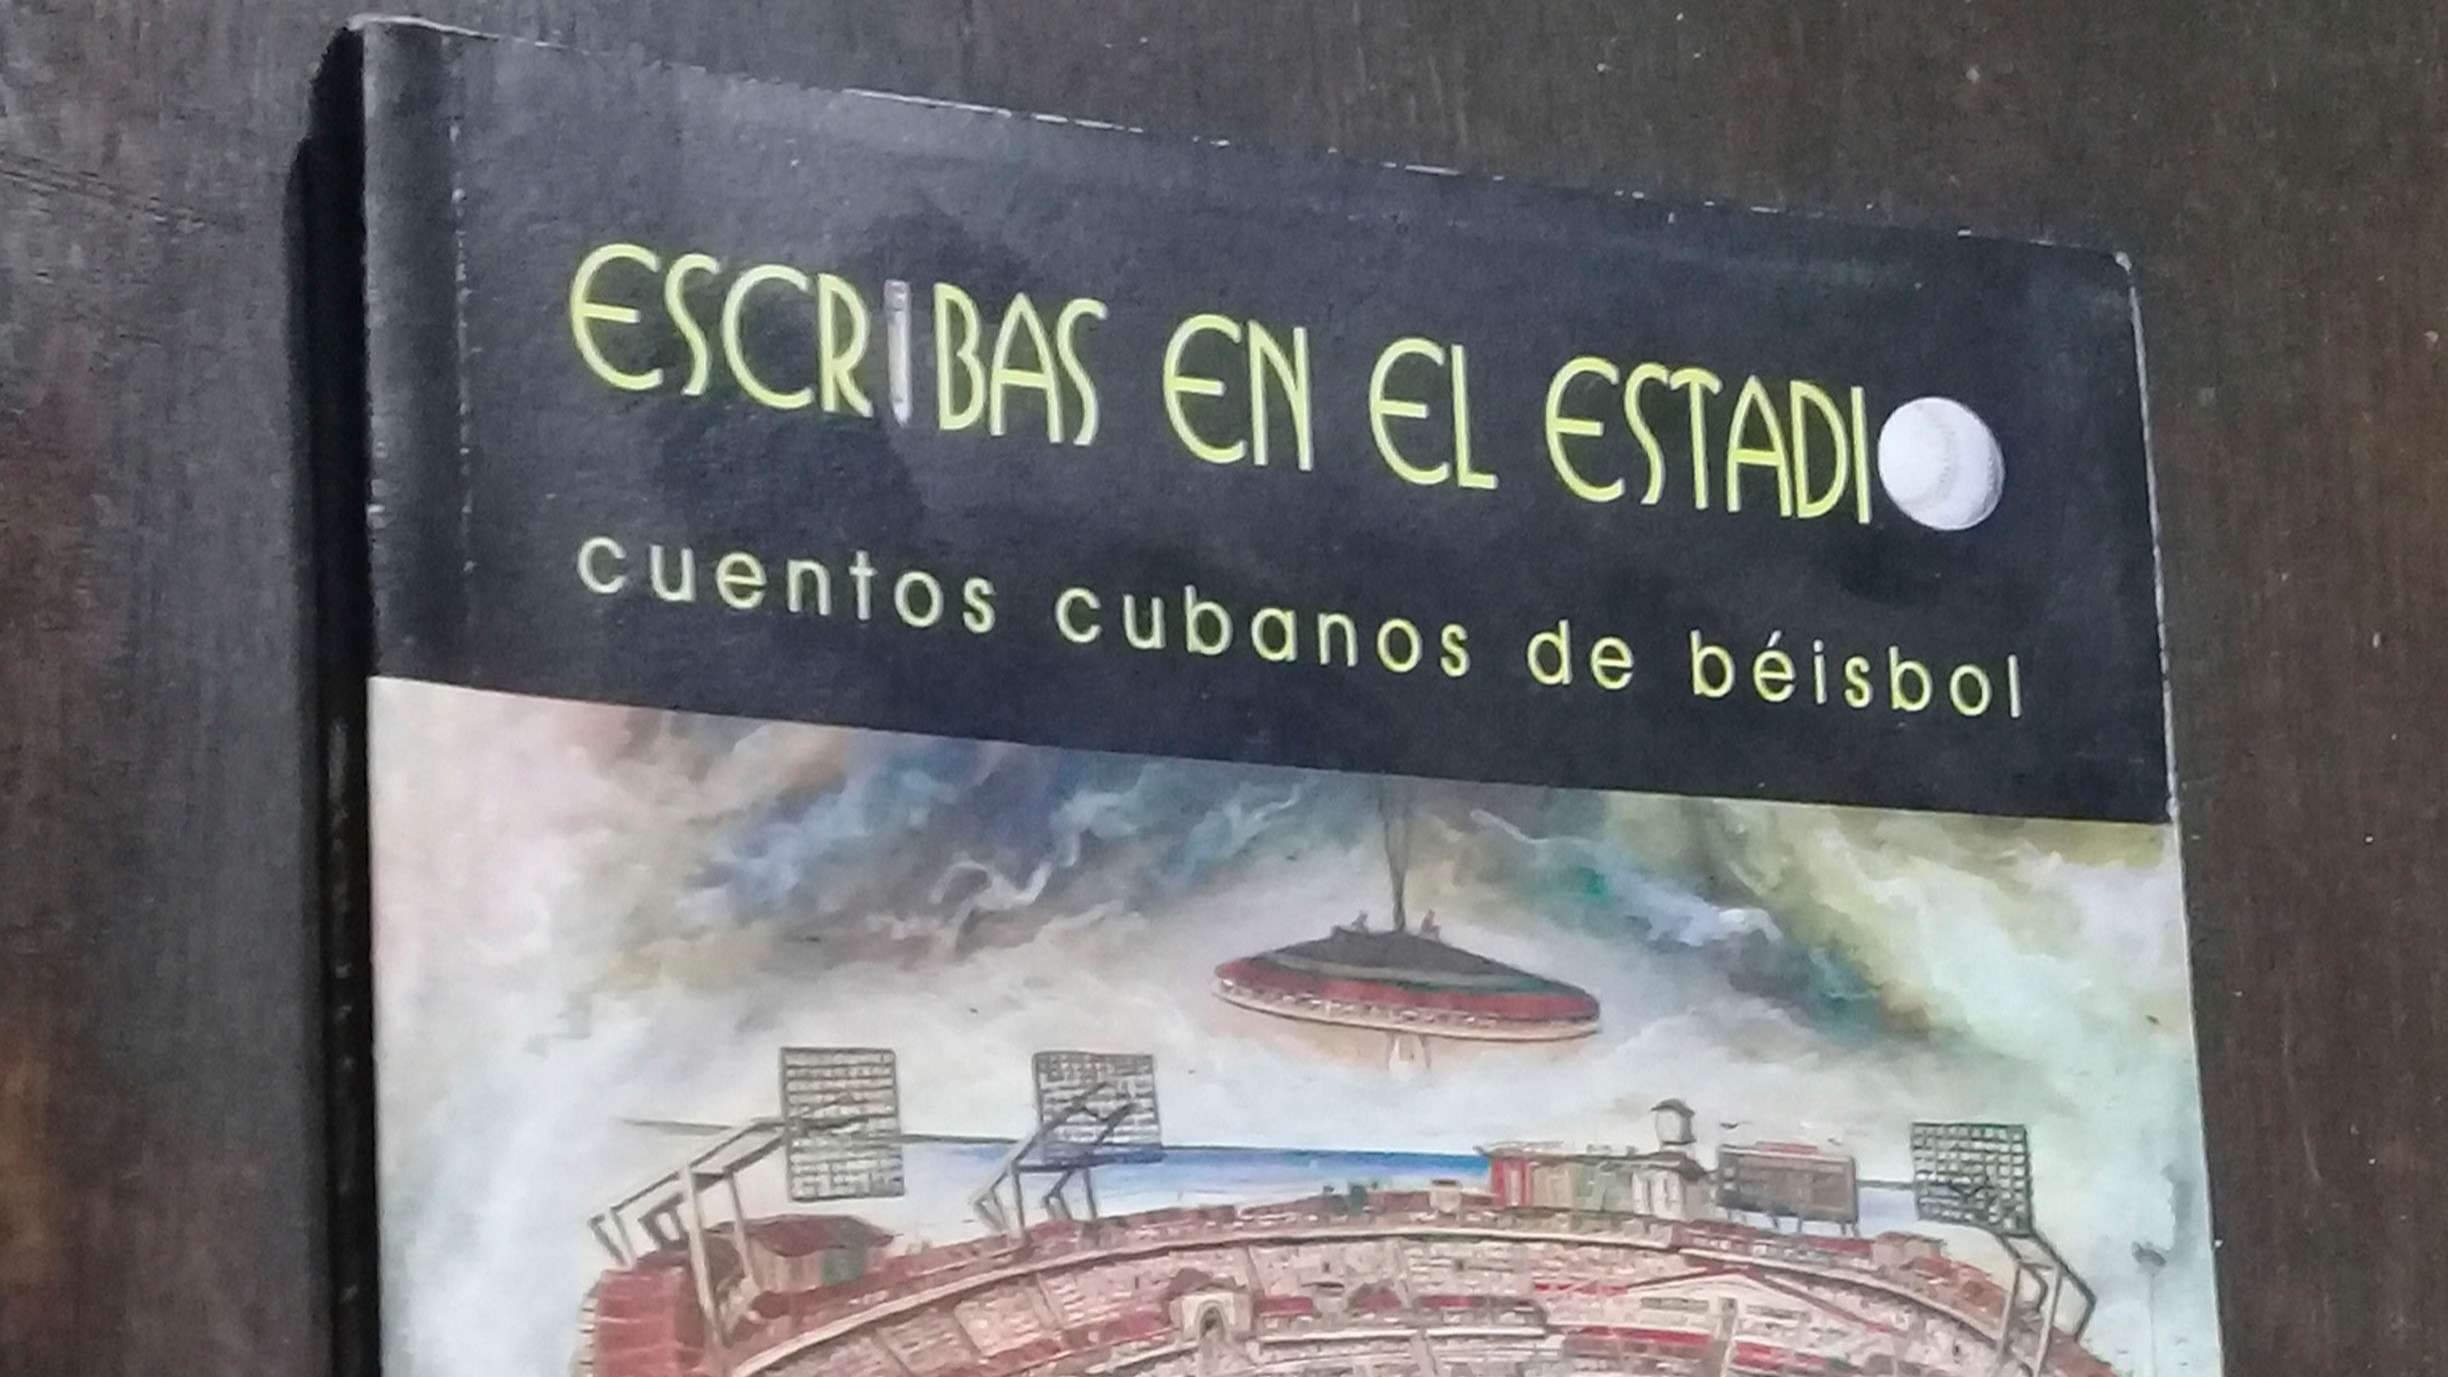 ESCRIBAS EN EL ESTADIO
cuentos cubanos de béisbol